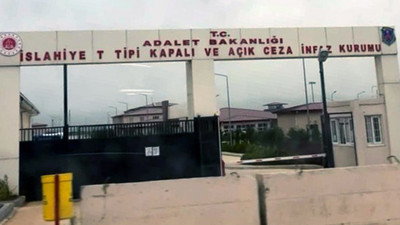 T.C.
ADALET BAKANLIĞI
İSLAHİYE T TİPİ KAPALI VE AÇIK CEZA İNFAZ KURUMU